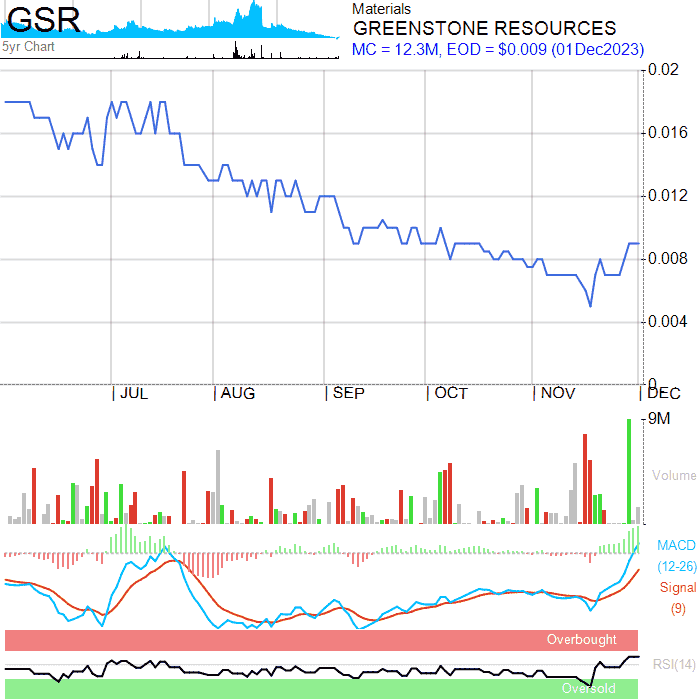 GSR
5yr Chart
Materials
GREENSTONE RESOURCES
MC = 12.3M, EOD = $0.009 (01Dec2023)
0.02
0.016
0.012
0.008
0.004
0
JUL AUG SEP OCT NOV DEC
9M
Volume
MACD
(12-26)
Signal
(9)
Overbought
RSI(14)
Oversold